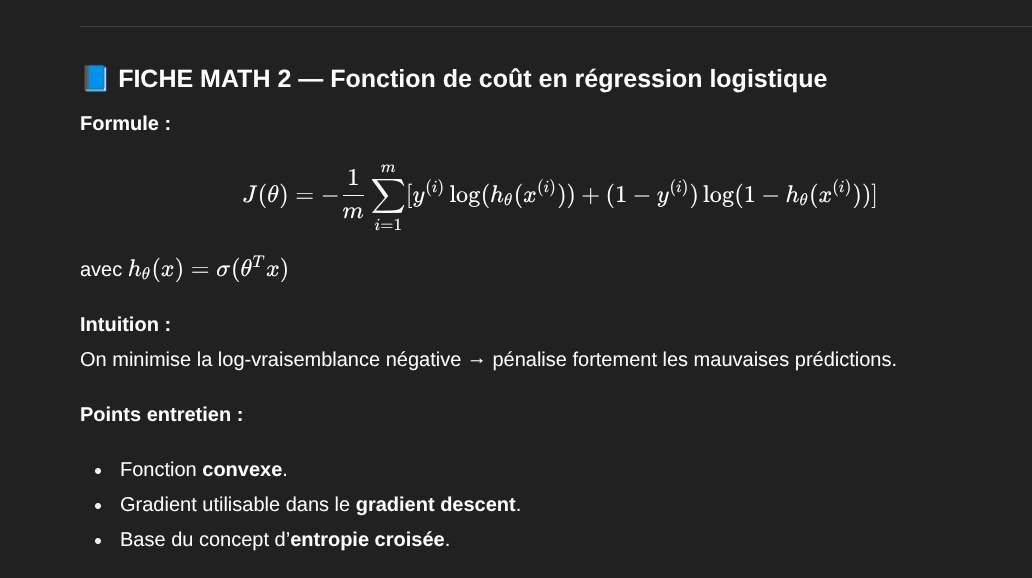 📘 FICHE MATH 2 — Fonction de coût en régression logistique
Formule :
J(θ) = −\frac{1}{m} \sum_{i=1}^{m} [y^{(i)} log(h_θ(x^{(i)})) + (1 − y^{(i)}) log(1 − h_θ(x^{(i)}))]
avec h_θ(x) = σ(θ^T x)
Intuition :
On minimise la log-vraisemblance négative → pénalise fortement les mauvaises prédictions.
Points entretien :
• Fonction convexe.
• Gradient utilisable dans le gradient descent.
• Base du concept d’entropie croisée.